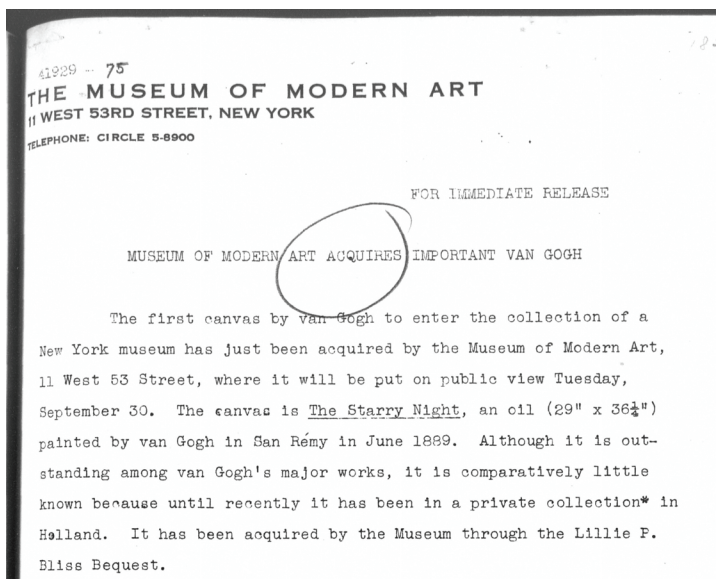 41929 - 75
THE MUSEUM OF MODERN ART
11 WEST 53RD STREET, NEW YORK
TELEPHONE: CIRCLE 5-8900
FOR IMMEDIATE RELEASE
MUSEUM OF MODERN ART ACQUIRES IMPORTANT VAN GOGH
The first canvas by van Gogh to enter the collection of a
New York museum has just been acquired by the Museum of Modern Art,
11 West 53 Street, where it will be put on public view Tuesday,
September 30. The canvas is The Starry Night, an oil (29" x 36¼")
painted by van Gogh in San Rémy in June 1889. Although it is out-
standing among van Gogh's major works, it is comparatively little
known because until recently it has been in a private collection* in
Holland. It has been acquired by the Museum through the Lillie P.
Bliss Bequest.